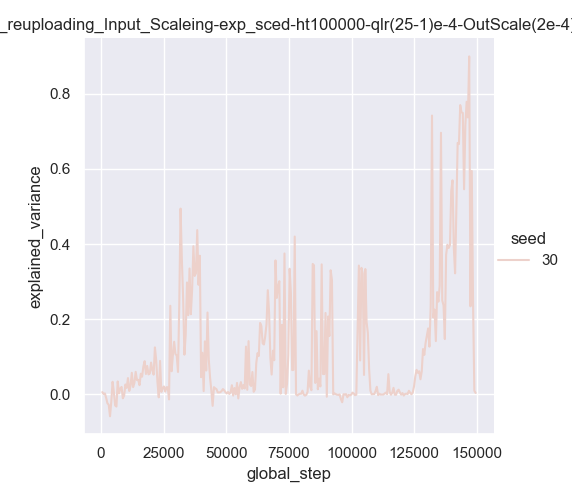 _reuploading_Input_Scaleing-exp_sced-ht100000-qlr(25-1)e-4-OutScale(2e-4)
0.8
0.6
0.4
0.2
0.0
explained_variance
seed
30
0 25000 50000 75000 100000 125000 150000
global_step